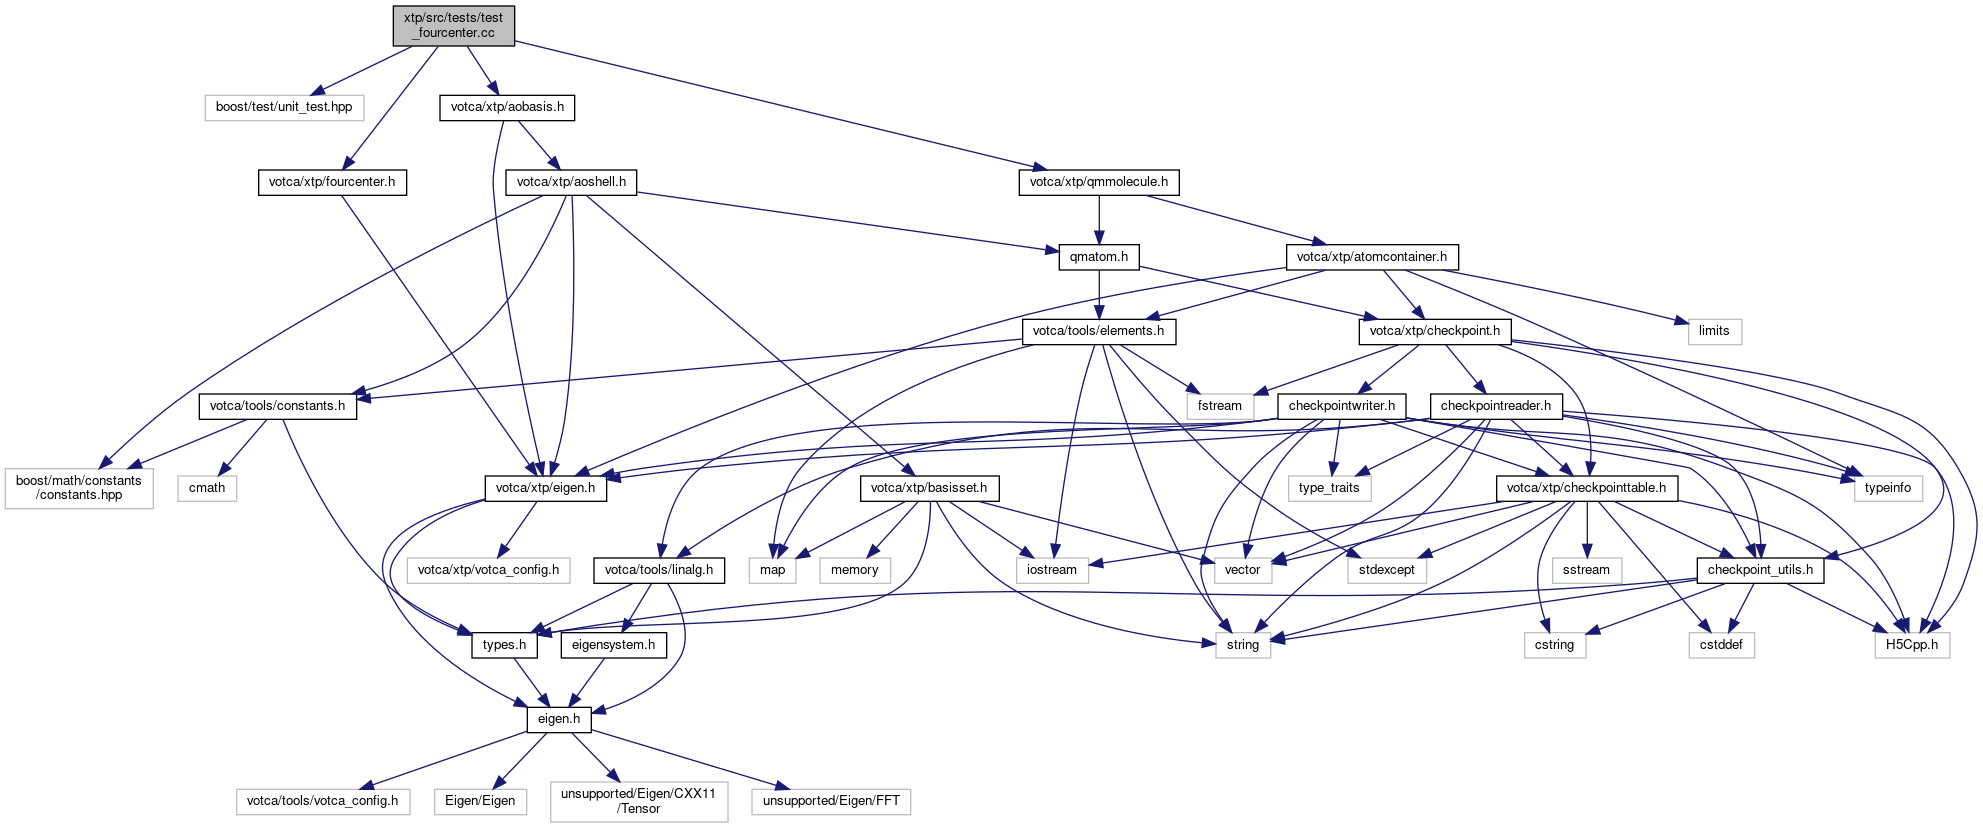 xtp/src/tests/test
_fourcenter.cc
boost/test/unit_test.hpp
votca/xtp/aobasis.h
votca/xtp/fourcenter.h
votca/xtp/aoshell.h
votca/xtp/qmmolecule.h
qmatom.h
votca/xtp/atomcontainer.h
votca/tools/elements.h
votca/xtp/checkpoint.h
limits
votca/tools/constants.h
fstream
checkpointwriter.h
checkpointreader.h
boost/math/constants
/constants.hpp
cmath
votca/xtp/eigen.h
votca/xtp/basisset.h
type_traits
votca/xtp/checkpointtable.h
typeinfo
votca/xtp/votca_config.h
votca/tools/linalg.h
map
memory
iostream
vector
stdexcept
sstream
checkpoint_utils.h
types.h
eigensystem.h
string
cstring
cstddef
H5Cpp.h
eigen.h
votca/tools/votca_config.h
Eigen/Eigen
unsupported/Eigen/CXX11
/Tensor
unsupported/Eigen/FFT